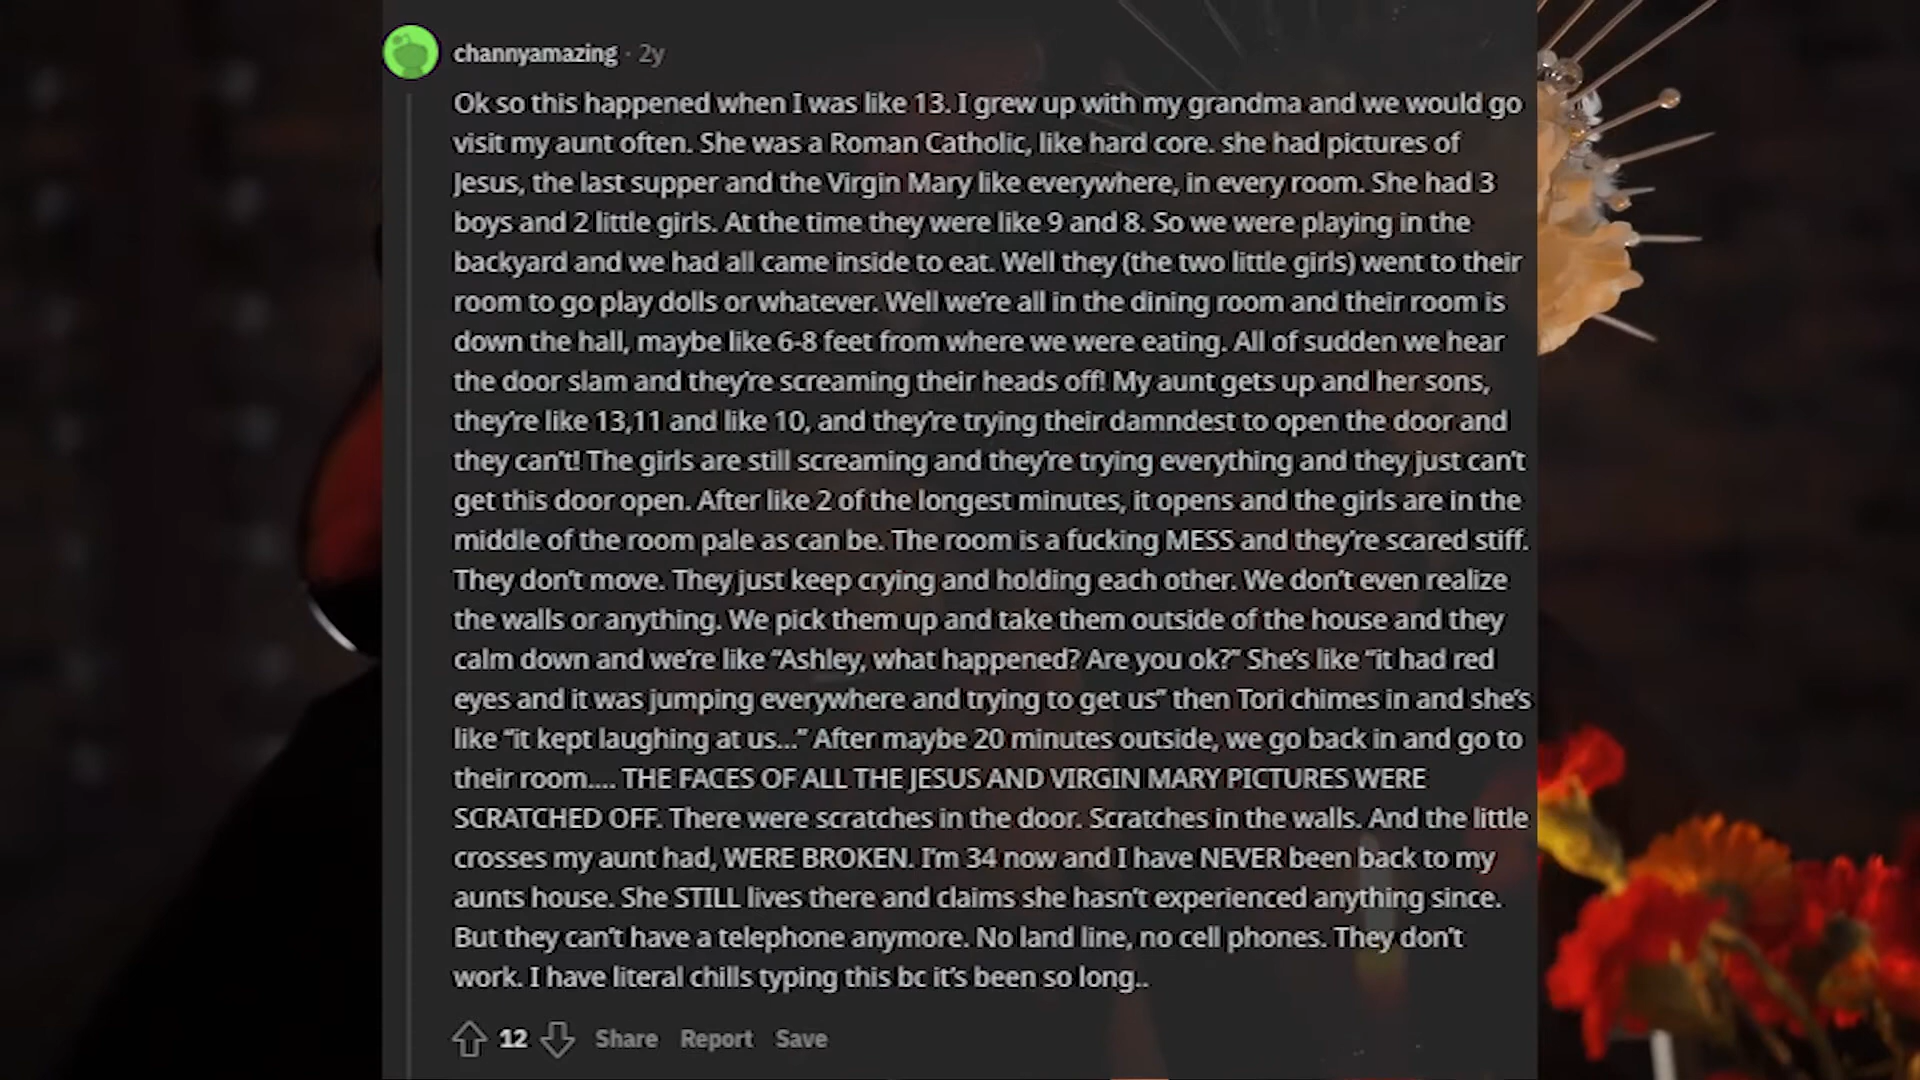 channyamazing · 2y
Ok so this happened when I was like 13. I grew up with my grandma and we would go
visit my aunt often. She was a Roman Catholic, like hard core. she had pictures of
Jesus, the last supper and the Virgin Mary like everywhere, in every room. She had 3
boys and 2 little girls. At the time they were like 9 and 8. So we were playing in the
backyard and we had all came inside to eat. Well they (the two little girls) went to their
room to go play dolls or whatever. Well we're all in the dining room and their room is
down the hall, maybe like 6-8 feet from where we were eating. All of sudden we hear
the door slam and they're screaming their heads off! My aunt gets up and her sons,
they're like 13,11 and like 10, and they're trying their damndest to open the door and
they can't! The girls are still screaming and they're trying everything and they just can't
get this door open. After like 2 of the longest minutes, it opens and the girls are in the
middle of the room pale as can be. The room is a fucking MESS and they're scared stiff.
They don't move. They just keep crying and holding each other. We don't even realize
the walls or anything. We pick them up and take them outside of the house and they
calm down and we're like “Ashley, what happened? Are you ok?” She's like “it had red
eyes and it was jumping everywhere and trying to get us” then Tori chimes in and she's
like “it kept laughing at us...” After maybe 20 minutes outside, we go back in and go to
their room.... THE FACES OF ALL THE JESUS AND VIRGIN MARY PICTURES WERE
SCRATCHED OFF. There were scratches in the door. Scratches in the walls. And the little
crosses my aunt had, WERE BROKEN. I'm 34 now and I have NEVER been back to my
aunts house. She STILL lives there and claims she hasn't experienced anything since.
But they can't have a telephone anymore. No land line, no cell phones. They don't
work. I have literal chills typing this bc it's been so long..
12 Share Report Save